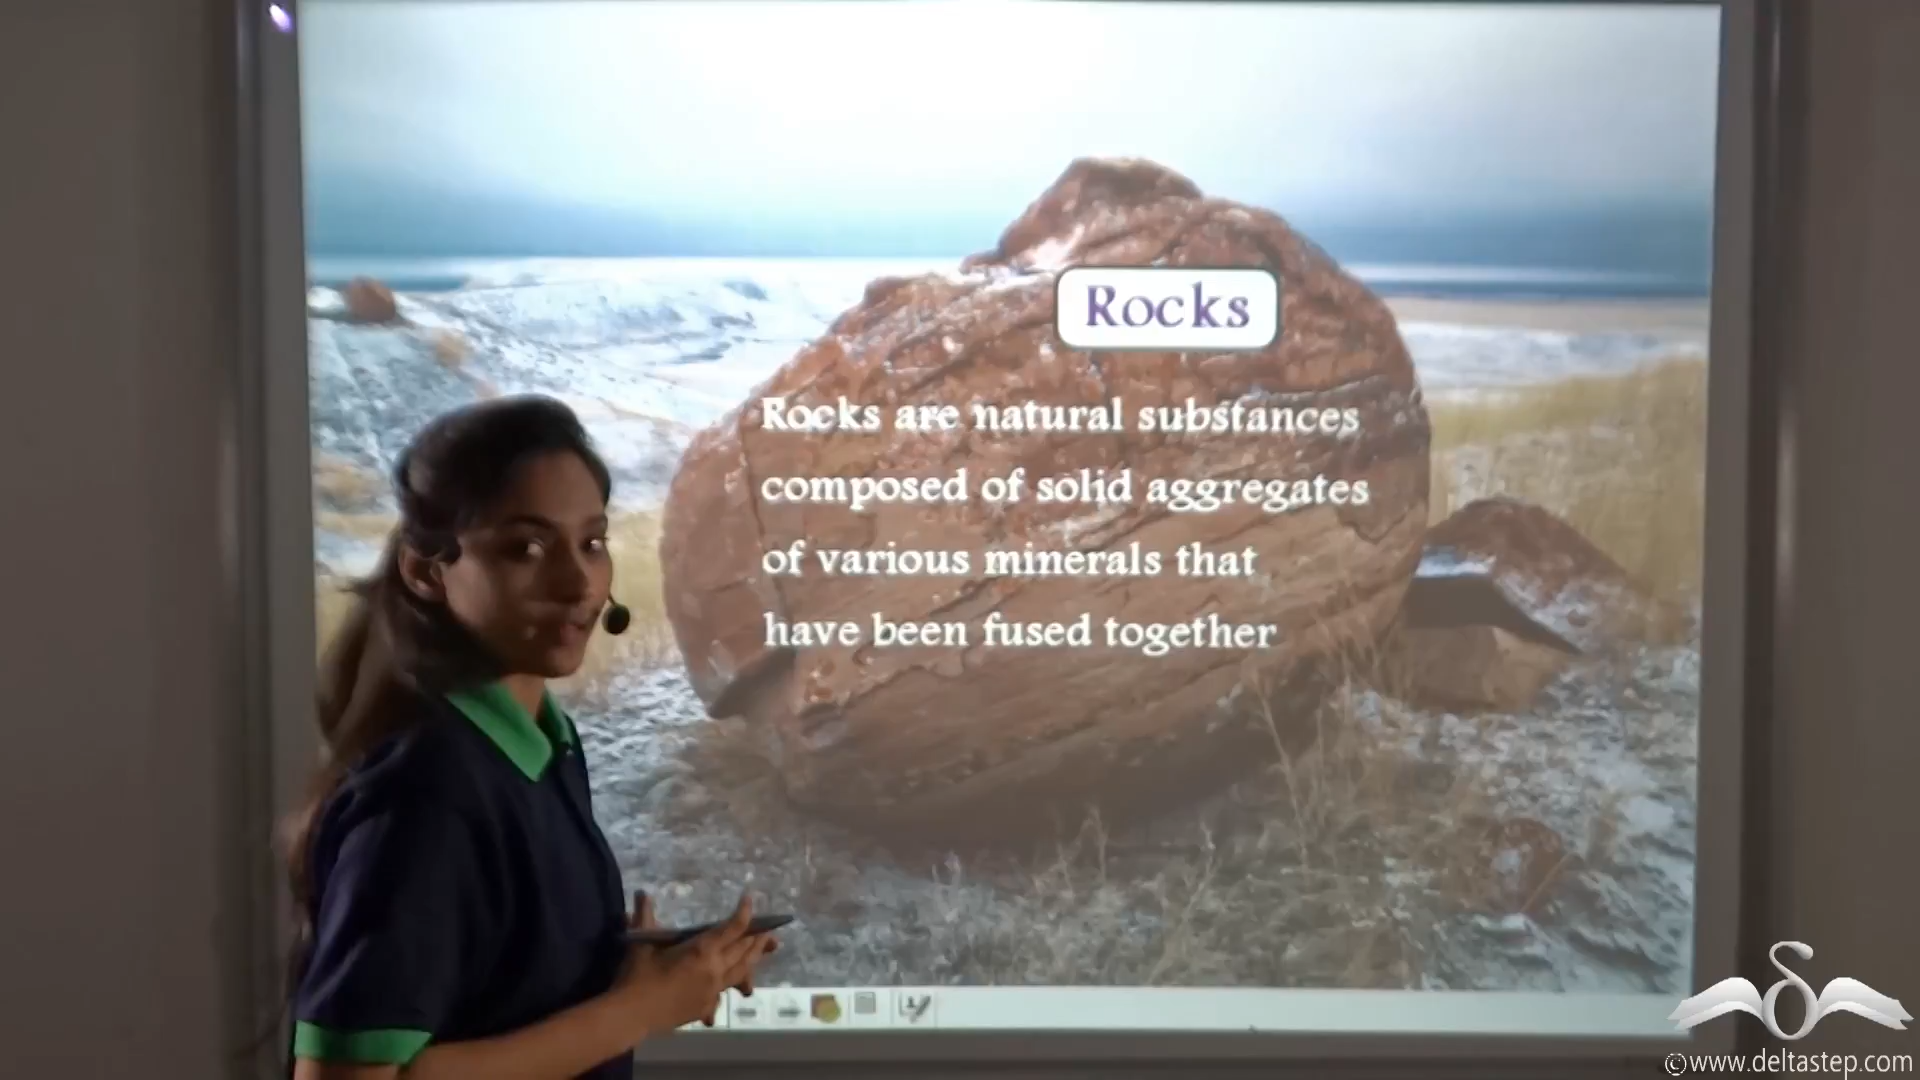 Rocks
Rocks are natural substances
composed of solid aggregates
of various minerals that
have been fused together
©www.deltastep.com